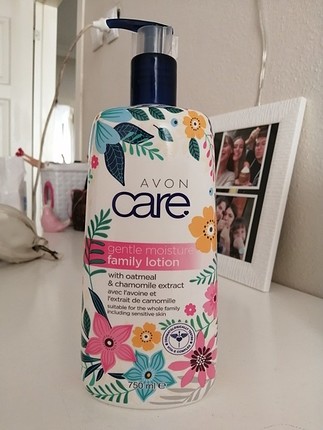 AVON
care
gentle moisture
family lotion
with oatmeal
& chamomile extract
avec l'avoine et
l'extrait de camomille
suitable for the whole family
including sensitive skin
750 ml e